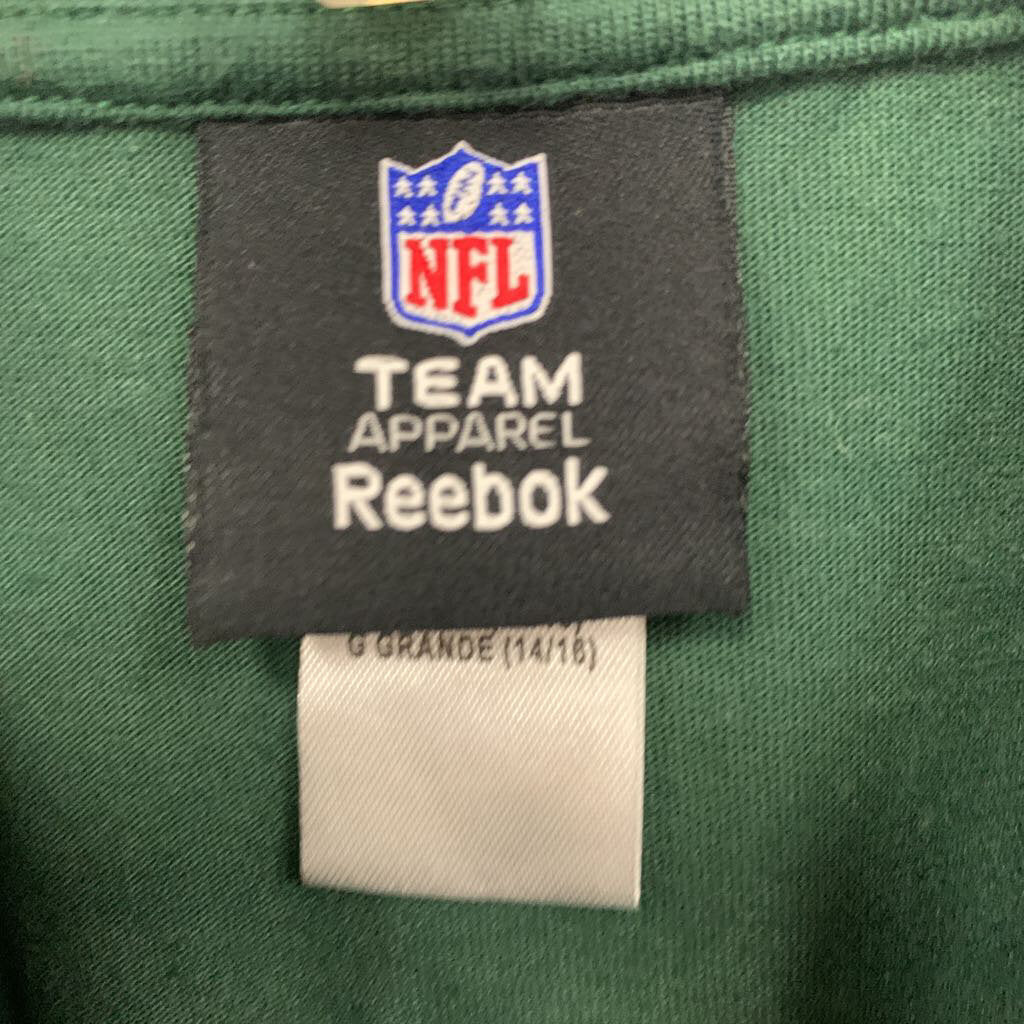 NFL
TEAM
APPAREL
Reebok
G GRANDE (14/16)